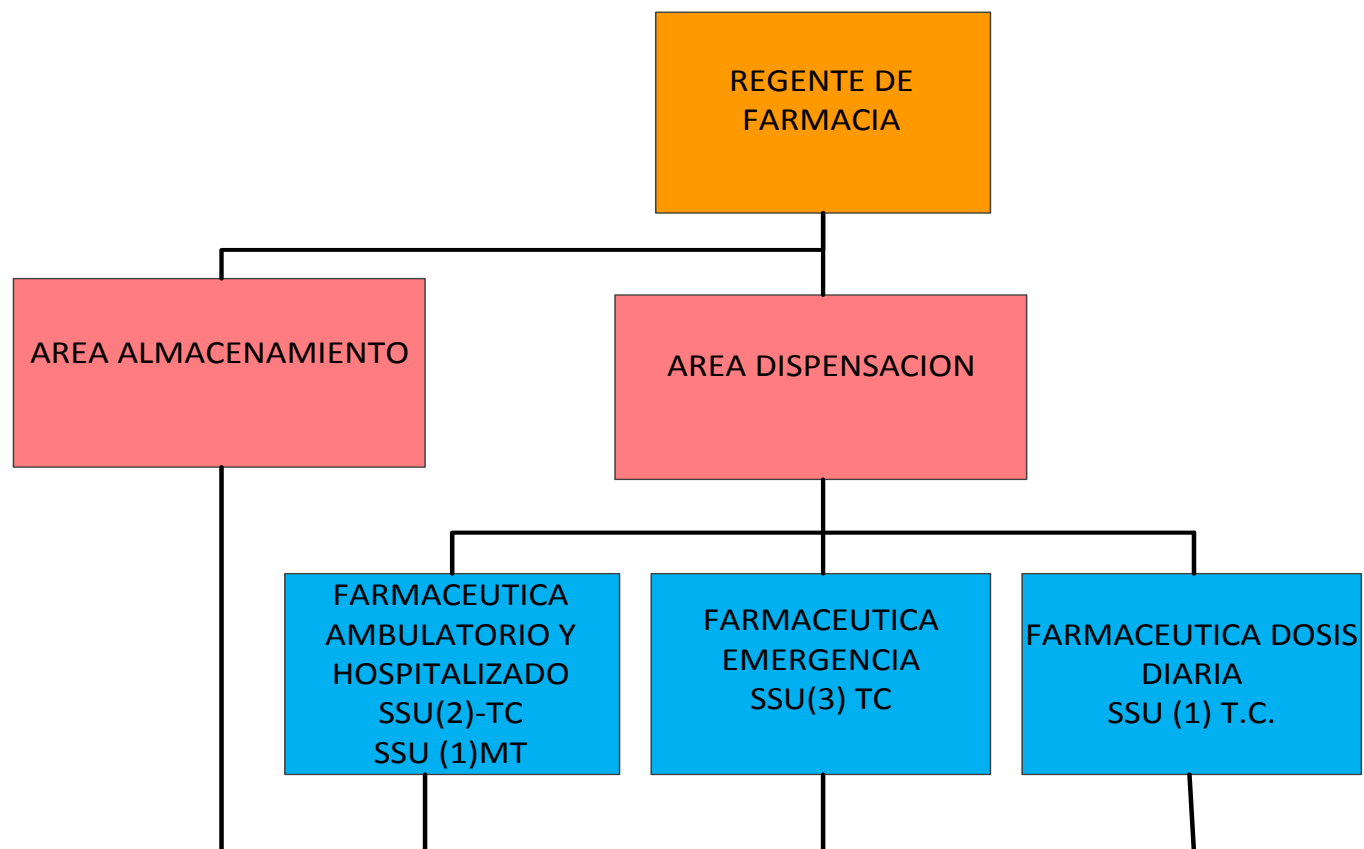 REGENTE DE
FARMACIA
AREA ALMACENAMIENTO
AREA DISPENSACION
FARMACEUTICA
AMBULATORIO Y
HOSPITALIZADO
SSU(2)-TC
SSU (1)MT
FARMACEUTICA
EMERGENCIA
SSU(3) TC
FARMACEUTICA DOSIS
DIARIA
SSU (1) T.C.